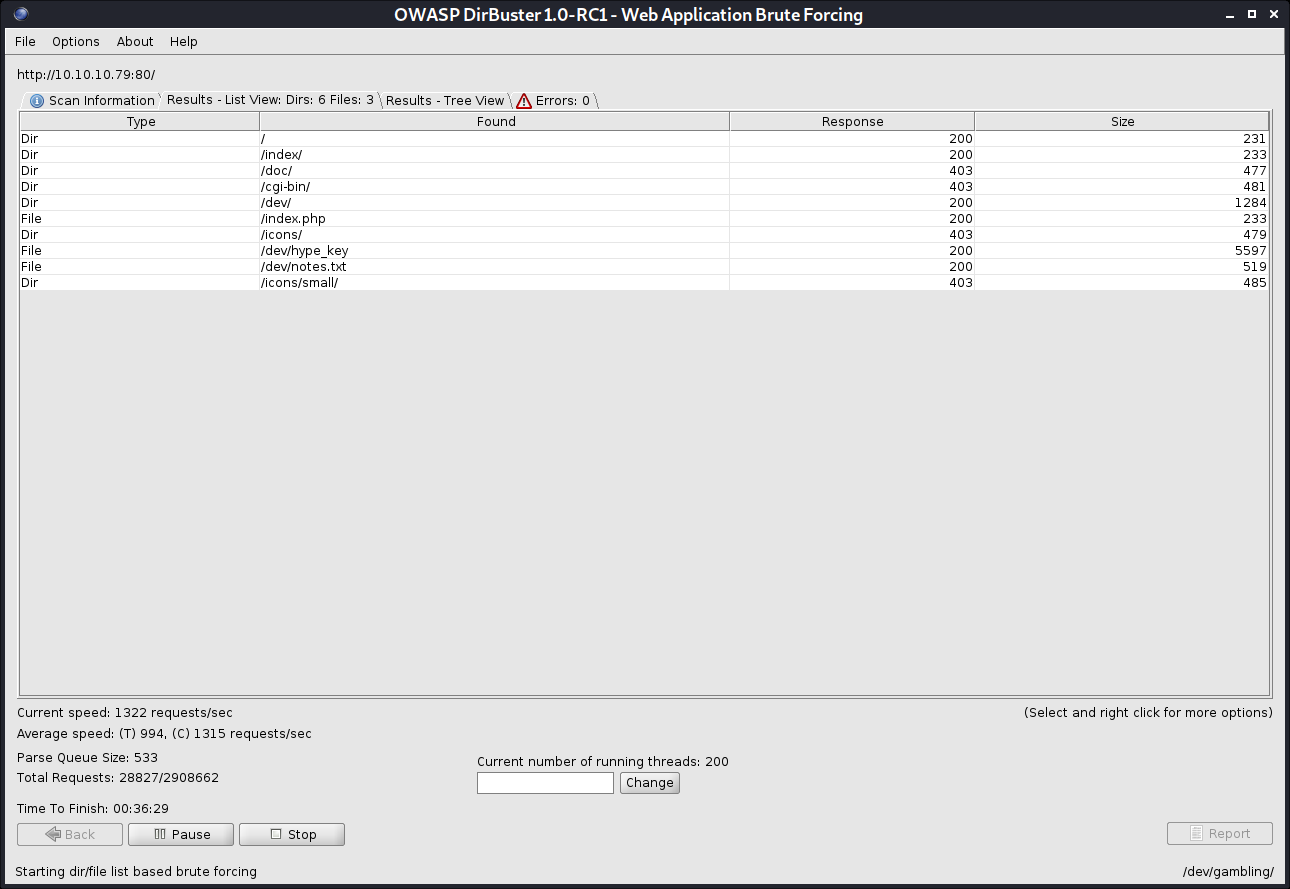 OWASP DirBuster 1.0-RC1 - Web Application Brute Forcing
File Options About Help
http://10.10.10.79:80/
Scan Information Results - List View: Dirs: 6 Files: 3 Results - Tree View Errors: 0
Type Found Response Size
Dir / 200 231
Dir /index/ 200 233
Dir /doc/ 403 477
Dir /cgi-bin/ 403 481
Dir /dev/ 200 1284
File /index.php 200 233
Dir /icons/ 403 479
File /dev/hype_key 200 5597
File /dev/notes.txt 200 519
Dir /icons/small/ 403 485
Current speed: 1322 requests/sec (Select and right click for more options)
Average speed: (T) 994, (C) 1315 requests/sec
Parse Queue Size: 533
Current number of running threads: 200
Total Requests: 28827/2908662
Change
Time To Finish: 00:36:29
Back Pause Stop Report
Starting dir/file list based brute forcing /dev/gambling/